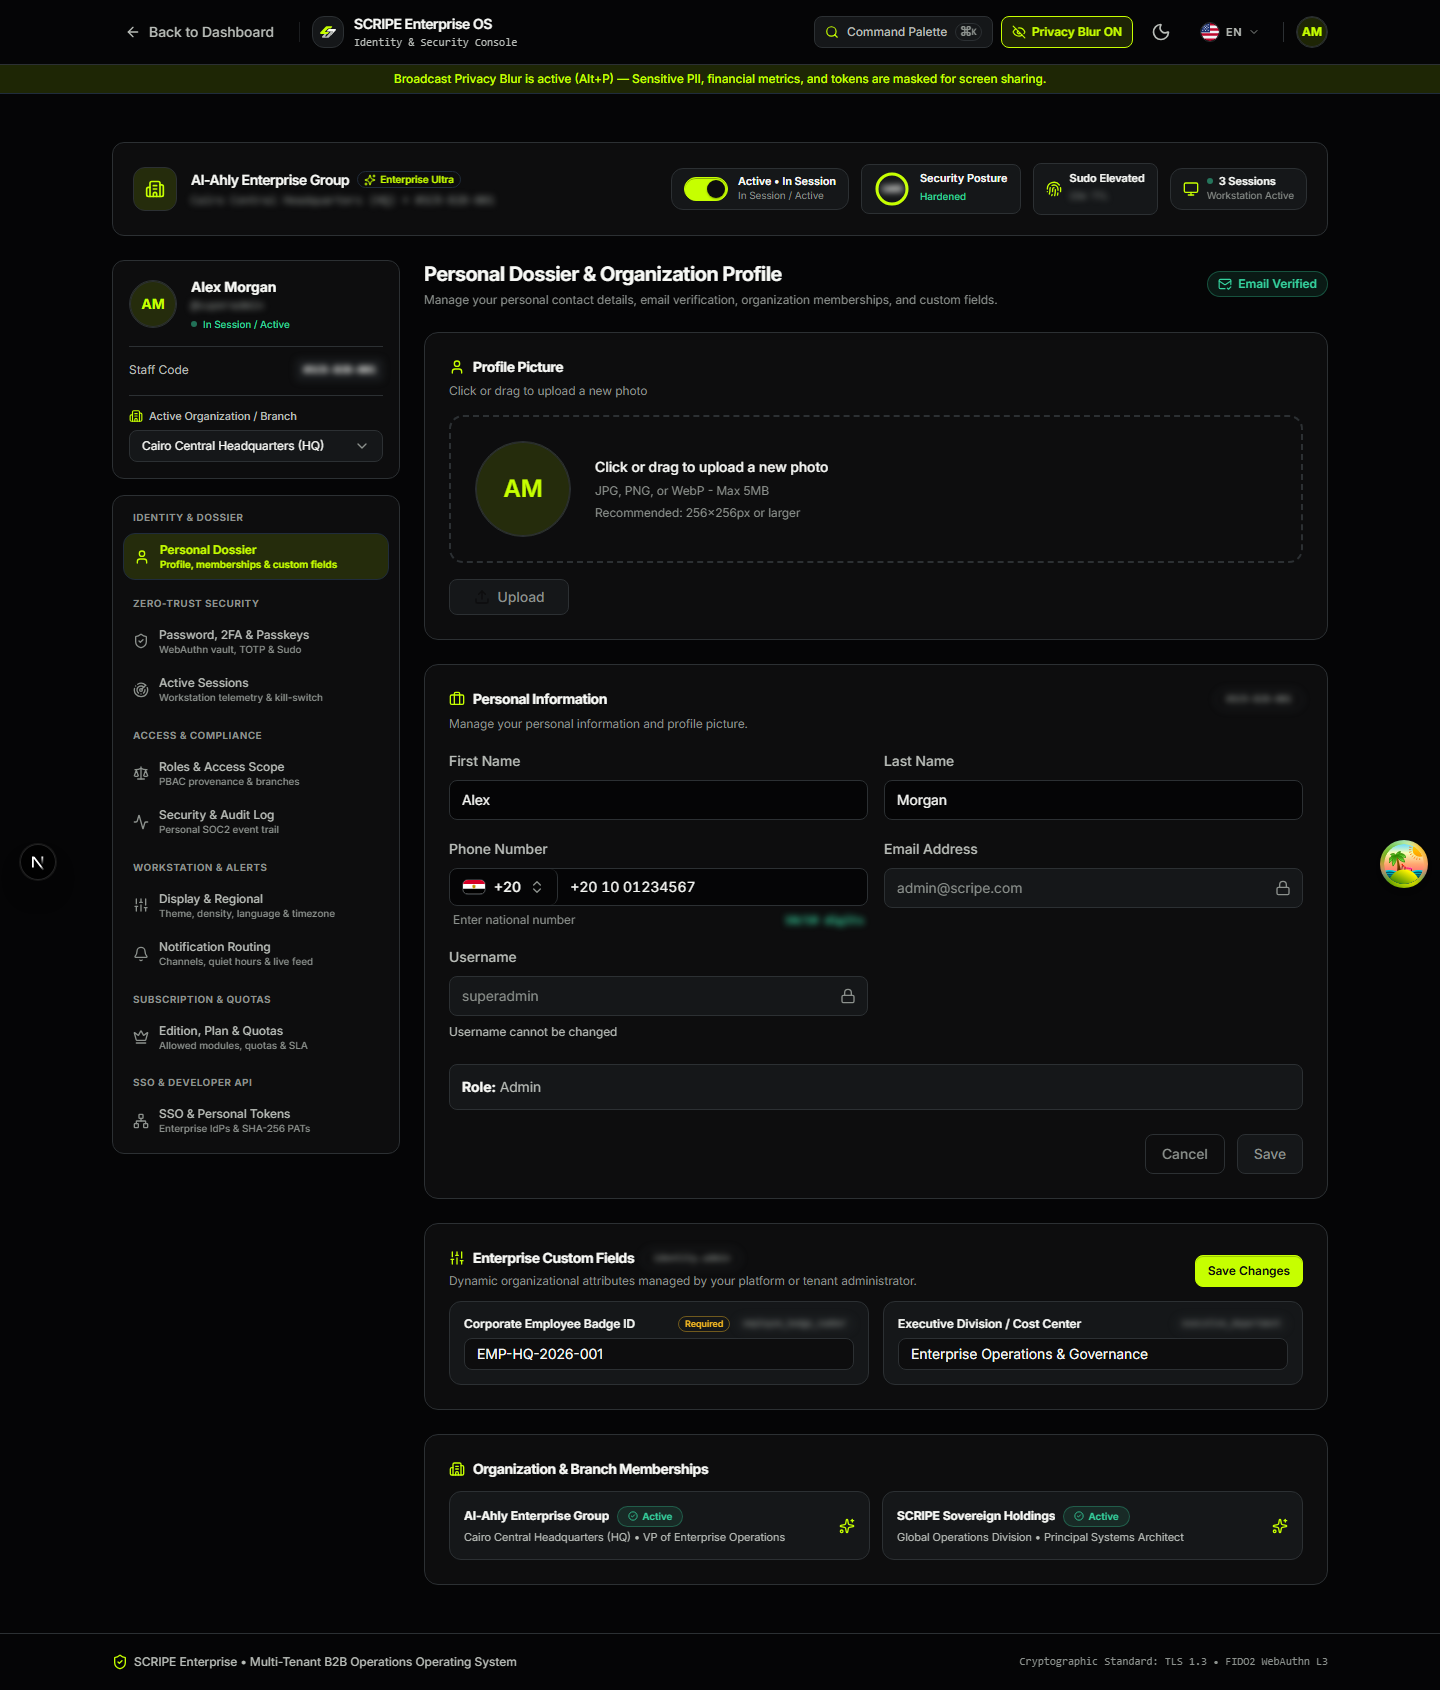 Back to Dashboard
SCRIPE Enterprise OS
Identity & Security Console
Command Palette ⌘K
Privacy Blur ON
EN
AM
Broadcast Privacy Blur is active (Alt+P) — Sensitive PII, financial metrics, and tokens are masked for screen sharing.
Al-Ahly Enterprise Group
Enterprise Ultra
Active • In Session
In Session / Active
Security Posture
Hardened
Sudo Elevated
3 Sessions
Workstation Active
AM
Alex Morgan
In Session / Active
Staff Code
Active Organization / Branch
Cairo Central Headquarters (HQ)
IDENTITY & DOSSIER
Personal Dossier
Profile, memberships & custom fields
ZERO-TRUST SECURITY
Password, 2FA & Passkeys
WebAuthn vault, TOTP & Sudo
Active Sessions
Workstation telemetry & kill-switch
ACCESS & COMPLIANCE
Roles & Access Scope
PBAC provenance & branches
Security & Audit Log
Personal SOC2 event trail
WORKSTATION & ALERTS
Display & Regional
Theme, density, language & timezone
Notification Routing
Channels, quiet hours & live feed
SUBSCRIPTION & QUOTAS
Edition, Plan & Quotas
Allowed modules, quotas & SLA
SSO & DEVELOPER API
SSO & Personal Tokens
Enterprise IdPs & SHA-256 PATs
Personal Dossier & Organization Profile
Manage your personal contact details, email verification, organization memberships, and custom fields.
Email Verified
Profile Picture
Click or drag to upload a new photo
AM
Click or drag to upload a new photo
JPG, PNG, or WebP - Max 5MB
Recommended: 256×256px or larger
Upload
Personal Information
Manage your personal information and profile picture.
First Name
Alex
Last Name
Morgan
Phone Number
+20
+20 10 01234567
Enter national number
Email Address
admin@scripe.com
Username
superadmin
Username cannot be changed
Role: Admin
Cancel
Save
Enterprise Custom Fields
Dynamic organizational attributes managed by your platform or tenant administrator.
Save Changes
Corporate Employee Badge ID
Required
EMP-HQ-2026-001
Executive Division / Cost Center
Enterprise Operations & Governance
Organization & Branch Memberships
Al-Ahly Enterprise Group
Active
Cairo Central Headquarters (HQ) • VP of Enterprise Operations
SCRIPE Sovereign Holdings
Active
Global Operations Division • Principal Systems Architect
N
SCRIPE Enterprise • Multi-Tenant B2B Operations Operating System
Cryptographic Standard: TLS 1.3 • FIDO2 WebAuthn L3